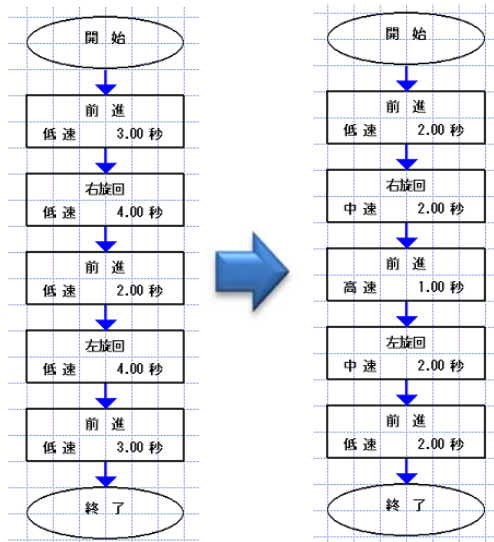 開 始
前 進
低 速 3.00 秒
右旋回
低 速 4.00 秒
前 進
低 速 2.00 秒
左旋回
低 速 4.00 秒
前 進
低 速 3.00 秒
終 了
開 始
前 進
低 速 2.00 秒
右旋回
中 速 2.00 秒
前 進
高 速 1.00 秒
左旋回
中 速 2.00 秒
前 進
低 速 2.00 秒
終 了